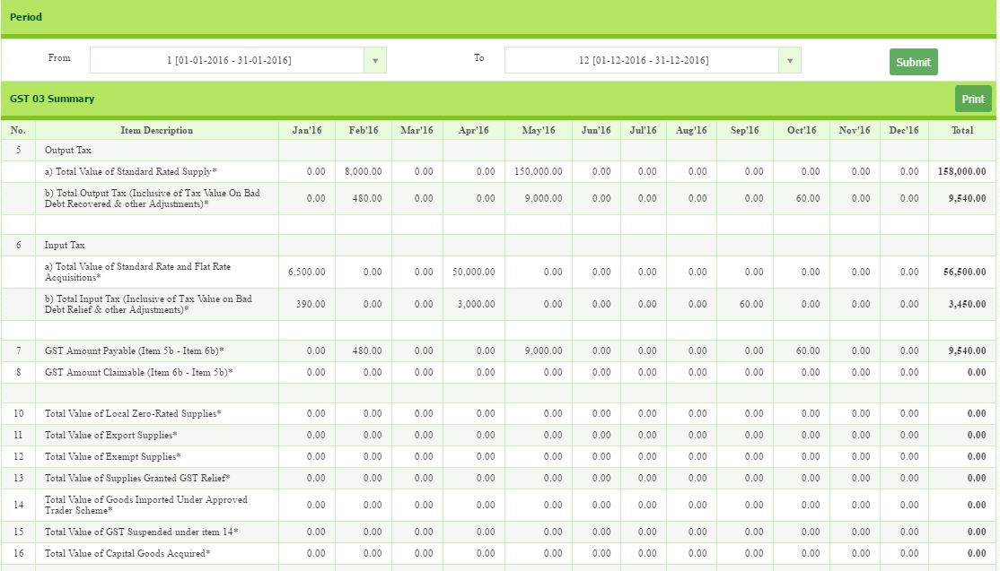 Period
From 1 [01-01-2016 - 31-01-2016] To 12 [01-12-2016 - 31-12-2016] Submit
GST 03 Summary Print
No. Item Description Jan'16 Feb'16 Mar'16 Apr'16 May'16 Jun'16 Jul'16 Aug'16 Sep'16 Oct'16 Nov'16 Dec'16 Total
5 Output Tax
a) Total Value of Standard Rated Supply* 0.00 8,000.00 0.00 0.00 150,000.00 0.00 0.00 0.00 0.00 0.00 0.00 0.00 158,000.00
b) Total Output Tax (Inclusive of Tax Value On Bad
Debt Recovered & other Adjustments)* 0.00 480.00 0.00 0.00 9,000.00 0.00 0.00 0.00 0.00 60.00 0.00 0.00 9,540.00
6 Input Tax
a) Total Value of Standard Rate and Flat Rate
Acquisitions* 6,500.00 0.00 0.00 50,000.00 0.00 0.00 0.00 0.00 0.00 0.00 0.00 0.00 56,500.00
b) Total Input Tax (Inclusive of Tax Value on Bad
Debt Relief & other Adjustments)* 390.00 0.00 0.00 3,000.00 0.00 0.00 0.00 0.00 60.00 0.00 0.00 0.00 3,450.00
7 GST Amount Payable (Item 5b - Item 6b)* 0.00 480.00 0.00 0.00 9,000.00 0.00 0.00 0.00 0.00 60.00 0.00 0.00 9,540.00
8 GST Amount Claimable (Item 6b - Item 5b)* 0.00 0.00 0.00 0.00 0.00 0.00 0.00 0.00 0.00 0.00 0.00 0.00 0.00
10 Total Value of Local Zero-Rated Supplies* 0.00 0.00 0.00 0.00 0.00 0.00 0.00 0.00 0.00 0.00 0.00 0.00 0.00
11 Total Value of Export Supplies* 0.00 0.00 0.00 0.00 0.00 0.00 0.00 0.00 0.00 0.00 0.00 0.00 0.00
12 Total Value of Exempt Supplies* 0.00 0.00 0.00 0.00 0.00 0.00 0.00 0.00 0.00 0.00 0.00 0.00 0.00
13 Total Value of Supplies Granted GST Relief* 0.00 0.00 0.00 0.00 0.00 0.00 0.00 0.00 0.00 0.00 0.00 0.00 0.00
14 Total Value of Goods Imported Under Approved
Trader Scheme* 0.00 0.00 0.00 0.00 0.00 0.00 0.00 0.00 0.00 0.00 0.00 0.00 0.00
15 Total Value of GST Suspended under item 14* 0.00 0.00 0.00 0.00 0.00 0.00 0.00 0.00 0.00 0.00 0.00 0.00 0.00
16 Total Value of Capital Goods Acquired* 0.00 0.00 0.00 0.00 0.00 0.00 0.00 0.00 0.00 0.00 0.00 0.00 0.00